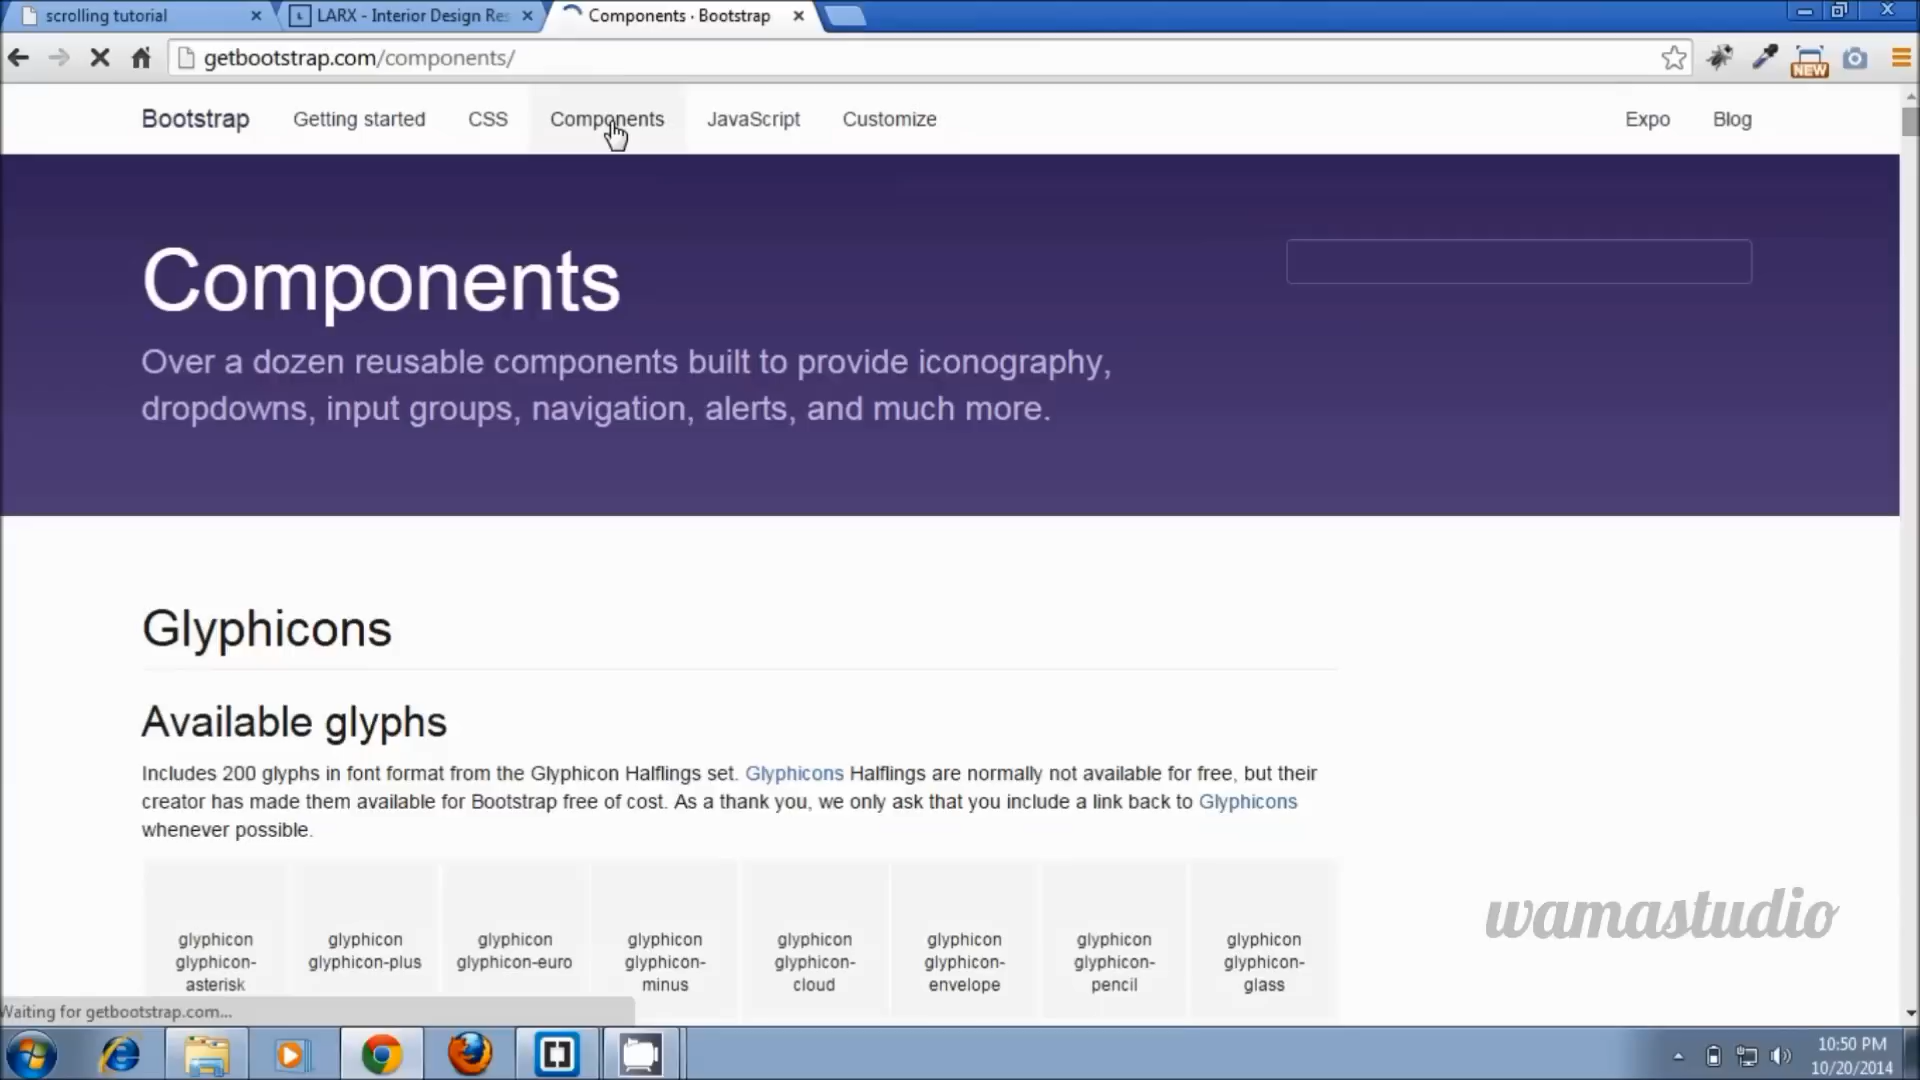 scrolling tutorial
LARX - Interior Design Res
Components · Bootstrap
getbootstrap.com/components/
NEW
Bootstrap
Getting started
CSS
Components
JavaScript
Customize
Expo
Blog
Components
Over a dozen reusable components built to provide iconography,
dropdowns, input groups, navigation, alerts, and much more.
Glyphicons
Available glyphs
Includes 200 glyphs in font format from the Glyphicon Halflings set. Glyphicons Halflings are normally not available for free, but their
creator has made them available for Bootstrap free of cost. As a thank you, we only ask that you include a link back to Glyphicons
whenever possible.
glyphicon
glyphicon-
asterisk
glyphicon
glyphicon-plus
glyphicon
glyphicon-euro
glyphicon
glyphicon-
minus
glyphicon
glyphicon-
cloud
glyphicon
glyphicon-
envelope
glyphicon
glyphicon-
pencil
glyphicon
glyphicon-
glass
wamastudio
Waiting for getbootstrap.com...
10:50 PM
10/20/2014